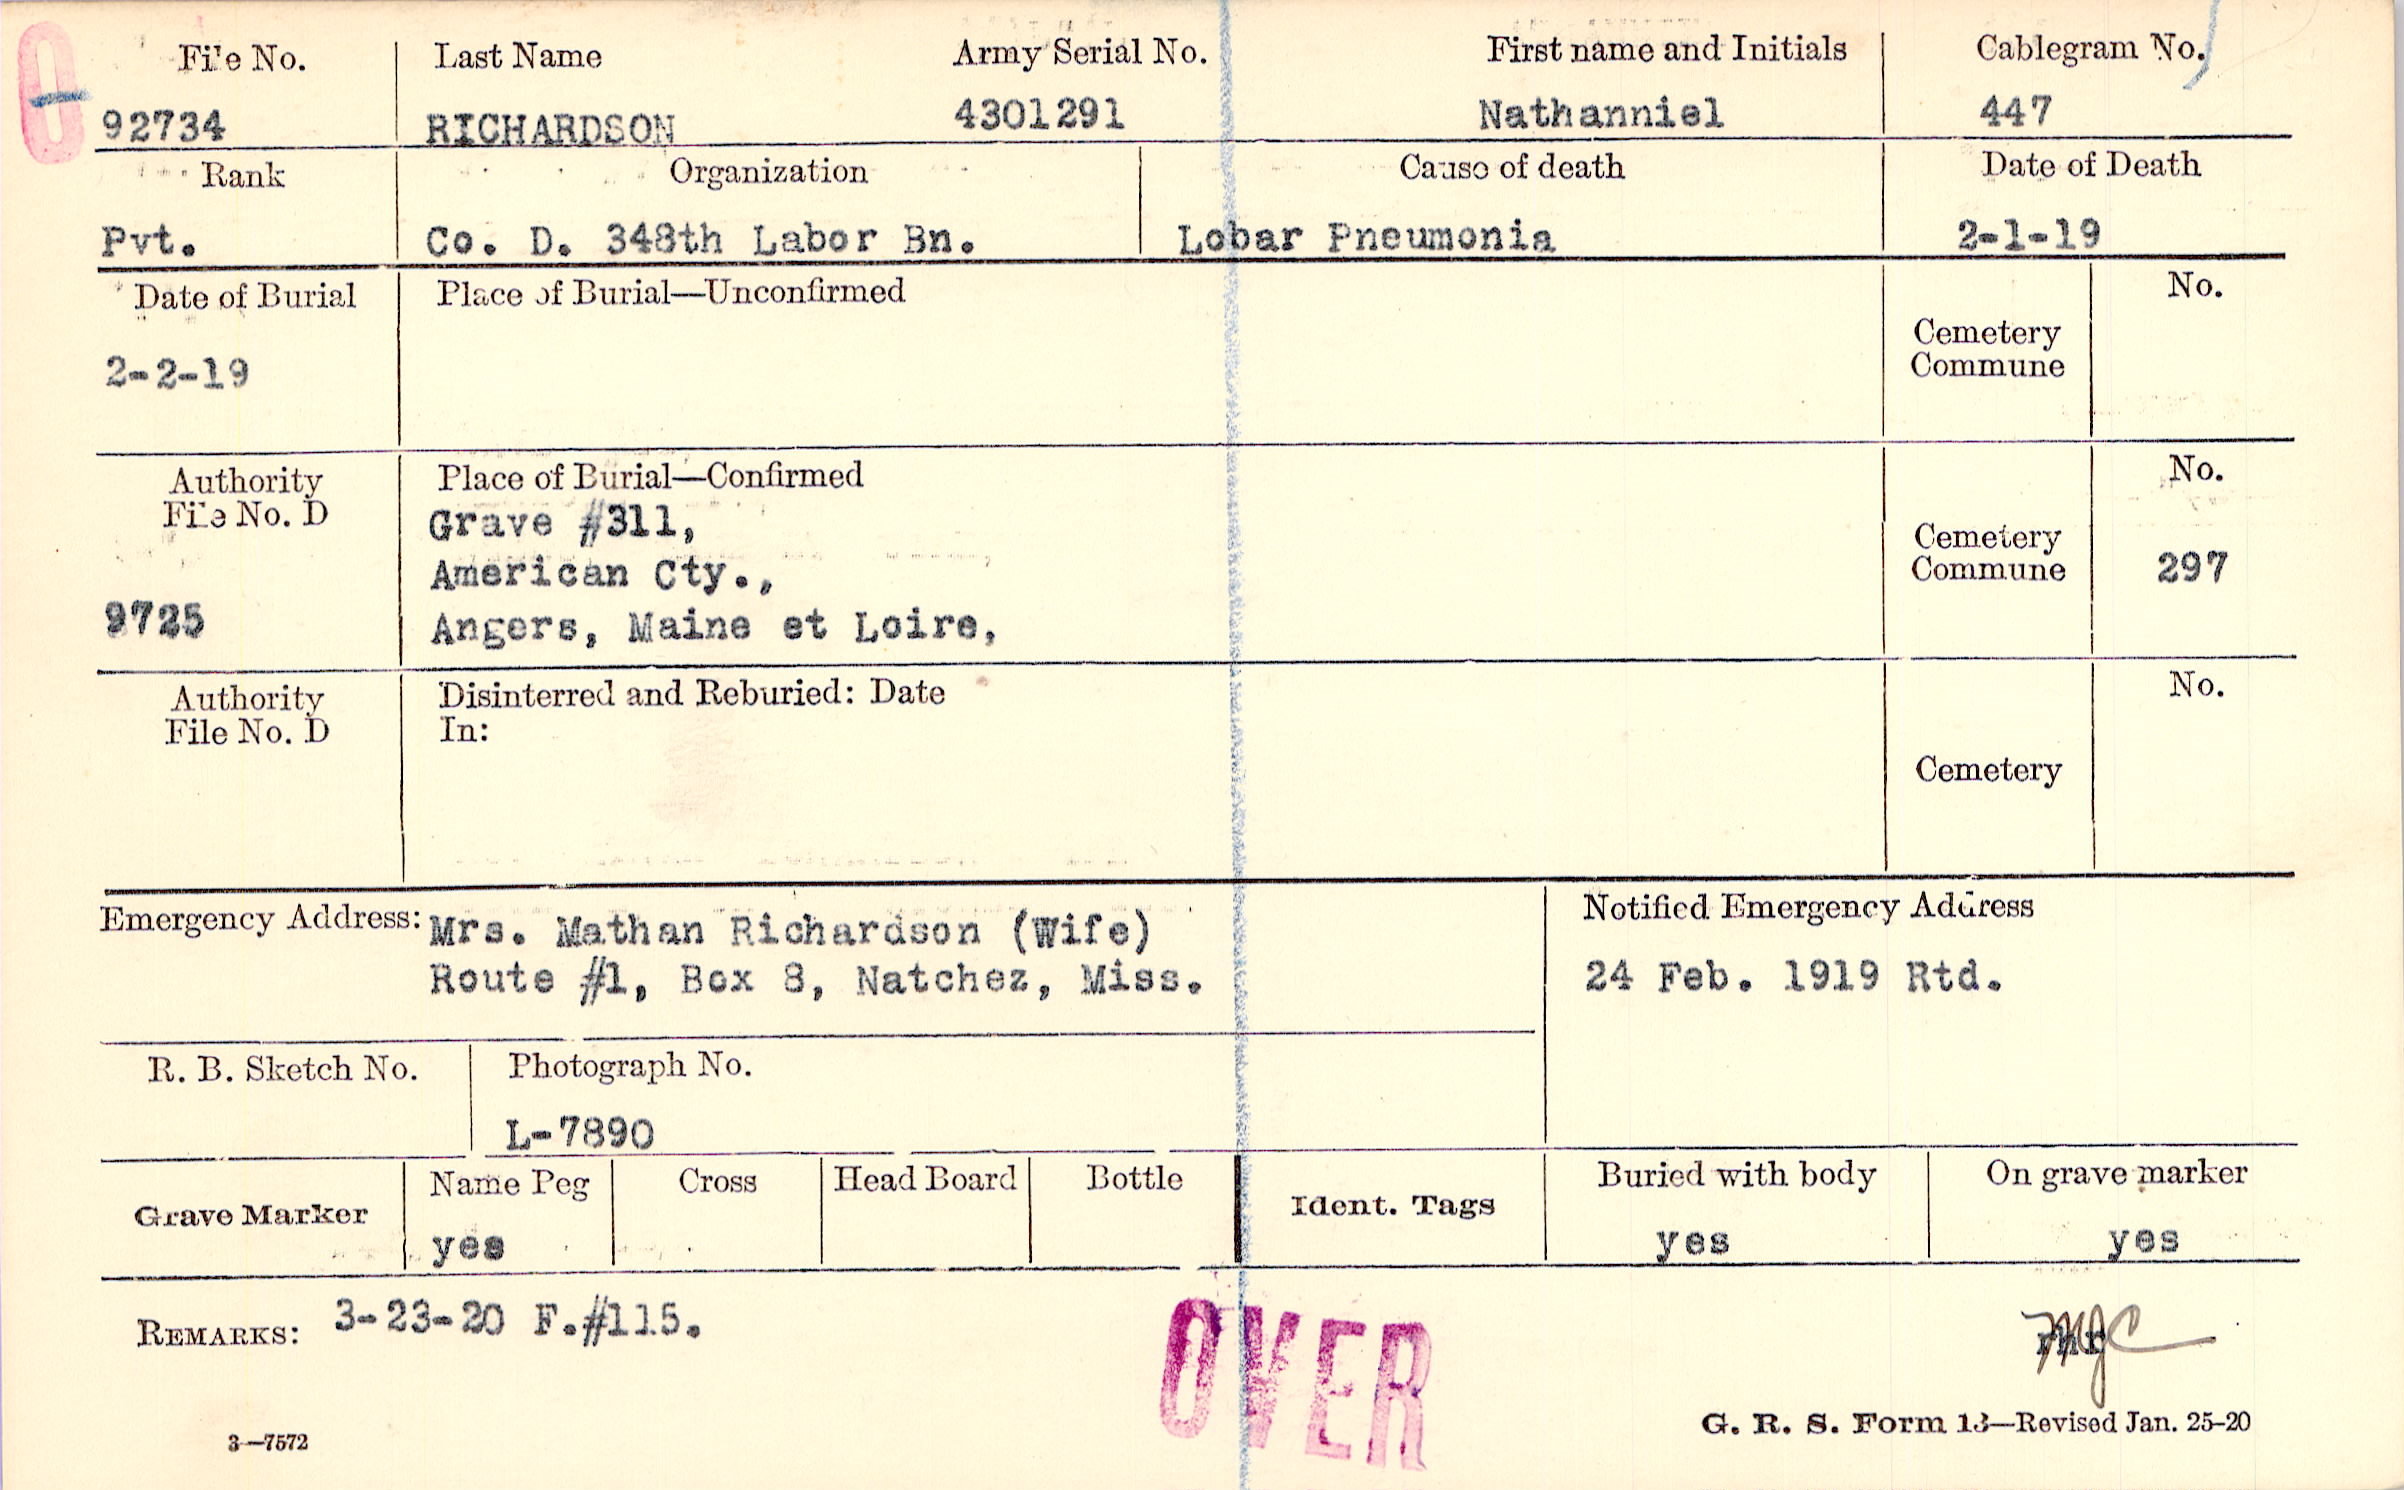 File No. Last Name Army Serial No. First name and Initials Cablegram No.
92734 RICHARDSON 4301291 Nathanniel 447
Rank Organization Cause of death Date of Death
Pvt. Co. D. 348th Labor Bn. Lobar Pneumonia 2-1-19
Date of Burial Place of Burial—Unconfirmed No.
Cemetery
Commune
2-2-19
Authority Place of Burial—Confirmed No.
File No. D
Grave #311,
American Cty.,
Cemetery
Commune 297
9725 Angers, Maine et Loire,
Authority Disinterred and Reburied: Date No.
File No. D In:
Cemetery
Emergency Address: Mrs. Mathan Richardson (Wife) Notified Emergency Address
Route #1, Box 8, Natchez, Miss. 24 Feb. 1919 Rtd.
R. B. Sketch No. Photograph No.
L-7890
Grave Marker Name Peg Cross Head Board Bottle Ident. Tags Buried with body On grave marker
yes yes yes
REMARKS: 3-23-20 F.#115.
OVER
MJC
3—7572 G. R. S. Form 13—Revised Jan. 25-20